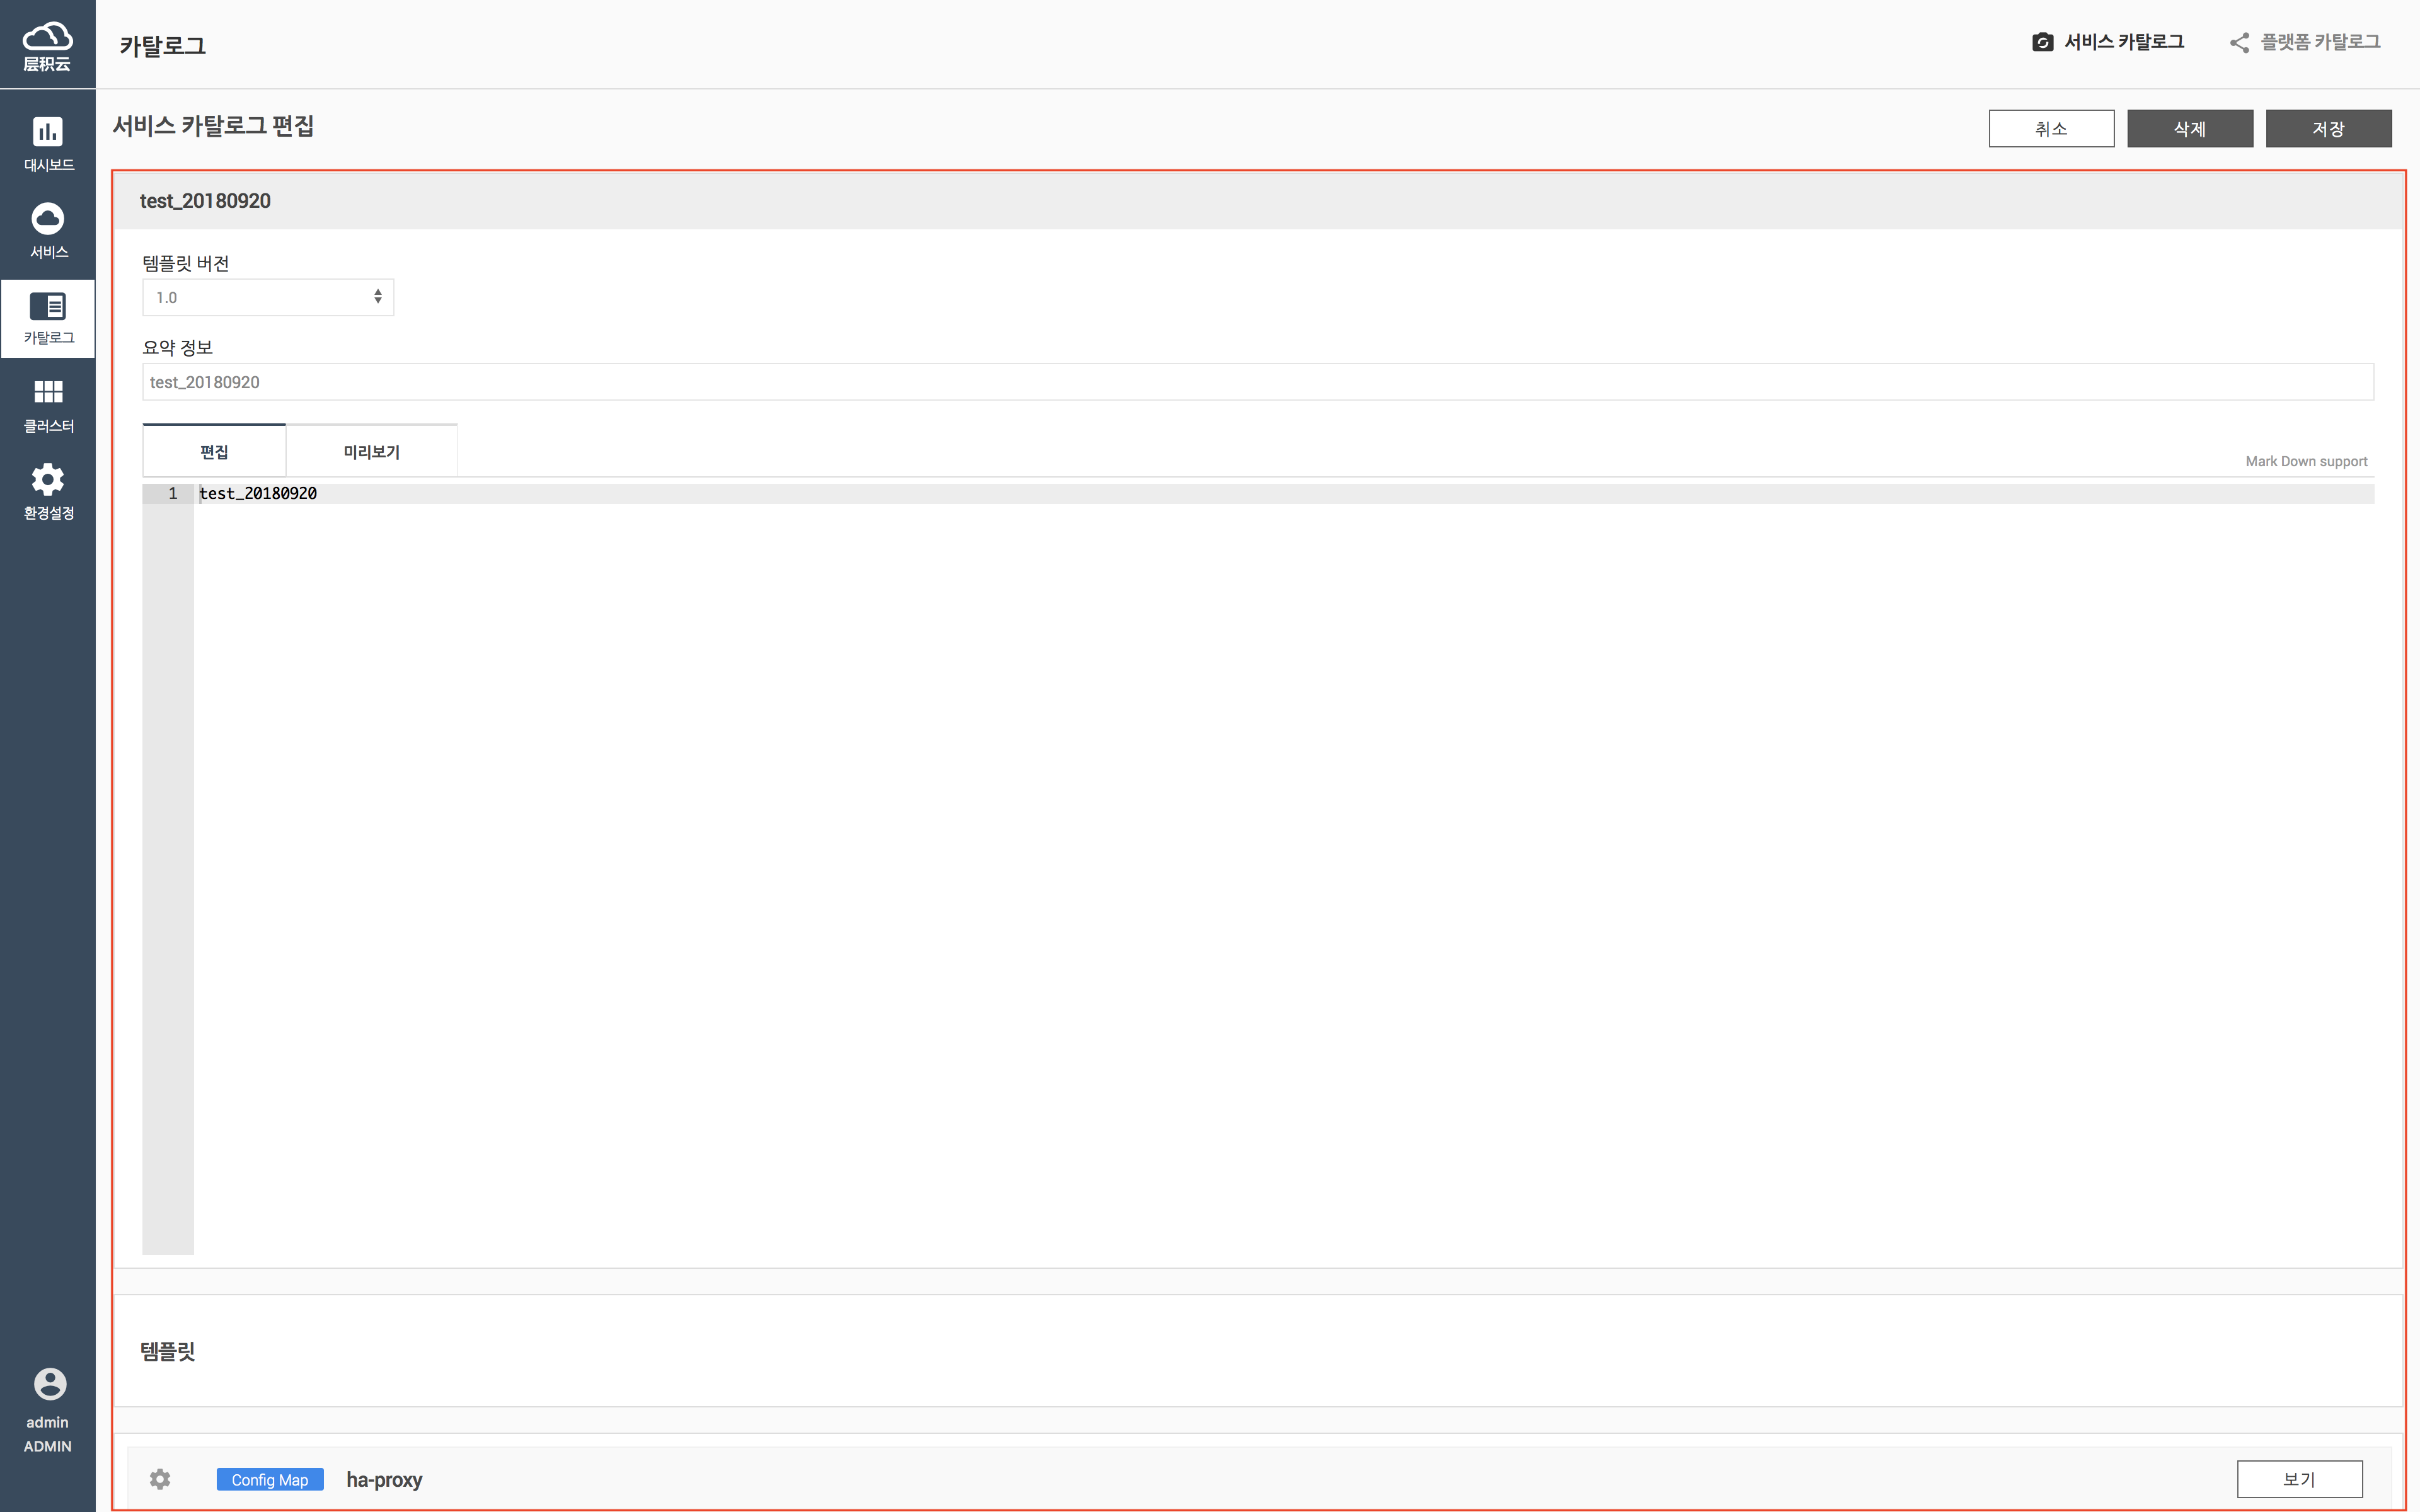 层积云
카탈로그
서비스 카탈로그
플랫폼 카탈로그
대시보드
서비스
카탈로그
클러스터
환경설정
admin
ADMIN
서비스 카탈로그 편집
취소
삭제
저장
test_20180920
템플릿 버전
1.0
요약 정보
test_20180920
편집
미리보기
Mark Down support
1 test_20180920
템플릿
Config Map
ha-proxy
보기